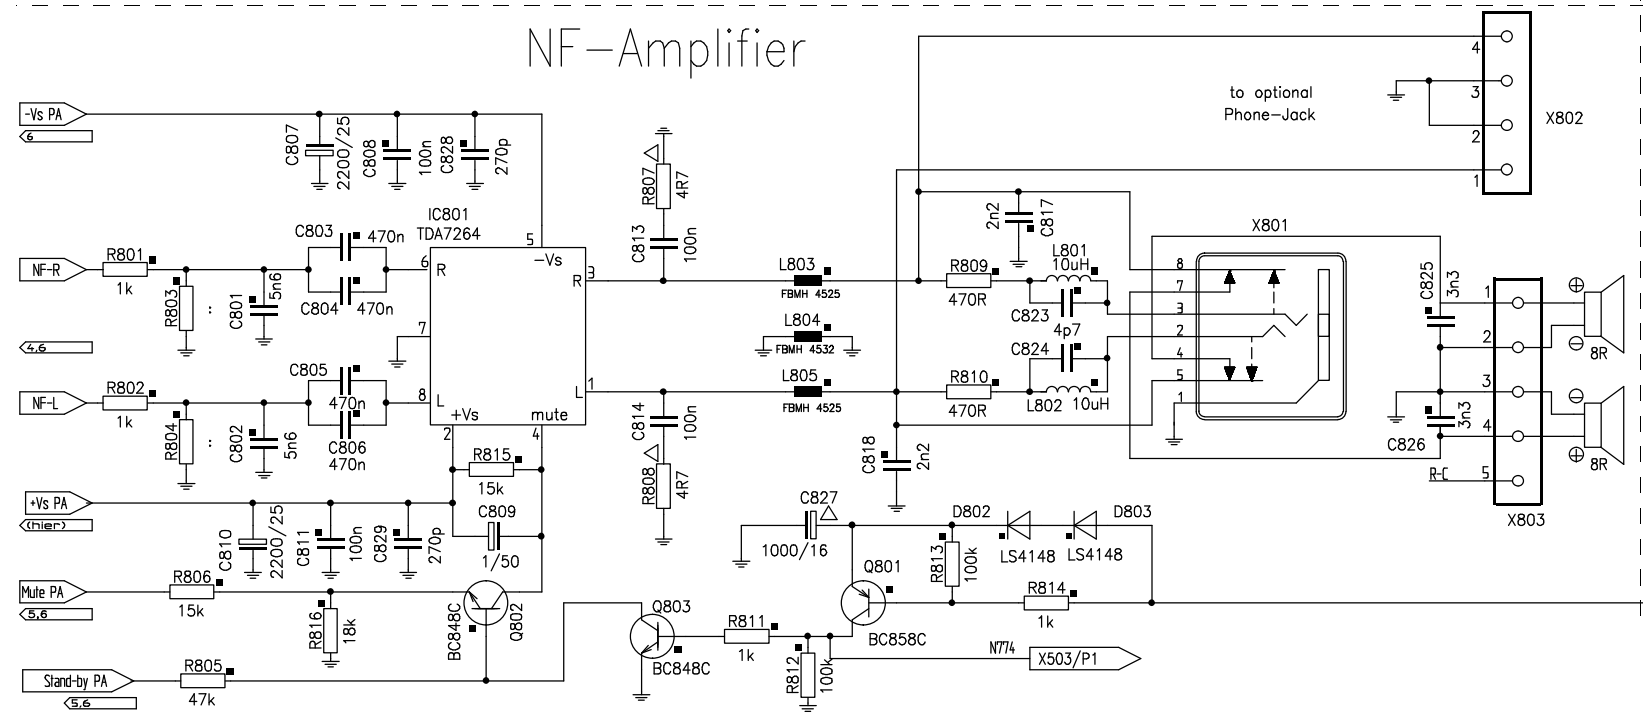 NF-Amplifier
-Vs PA
6
C807
2200/25
C808
100n
C828
270p
to optional
Phone-Jack
4
3
2
1
X802
R807
4R7
C813
100n
IC801
TDA7264
5
-Vs
6
R
7
8
L
+Vs
mute
2
4
3
R
1
L
NF-R
R801
1k
R803
:
C801
5n6
C803
470n
C804
470n
4,6
NF-L
R802
1k
R804
:
C802
5n6
C805
470n
C806
470n
L803
FBMH 4525
L804
FBMH 4532
L805
FBMH 4525
C814
100n
R808
4R7
2n2
C817
R809
470R
L801
10uH
C823
4p7
C824
R810
470R
L802
10uH
C818
2n2
X801
8
7
3
2
4
5
1
C825
3n3
C826
3n3
1
2
3
4
5
R-C
X803
8R
8R
+Vs PA
(hier)
C810
2200/25
C811
100n
C829
270p
R815
15k
C809
1/50
Mute PA
5,6
R806
15k
R816
18k
BC848C
Q802
Stand-by PA
5,6
R805
47k
Q803
BC848C
R811
1k
R812
100k
C827
1000/16
Q801
BC858C
R813
100k
D802
LS4148
D803
LS4148
R814
1k
N774
X503/P1